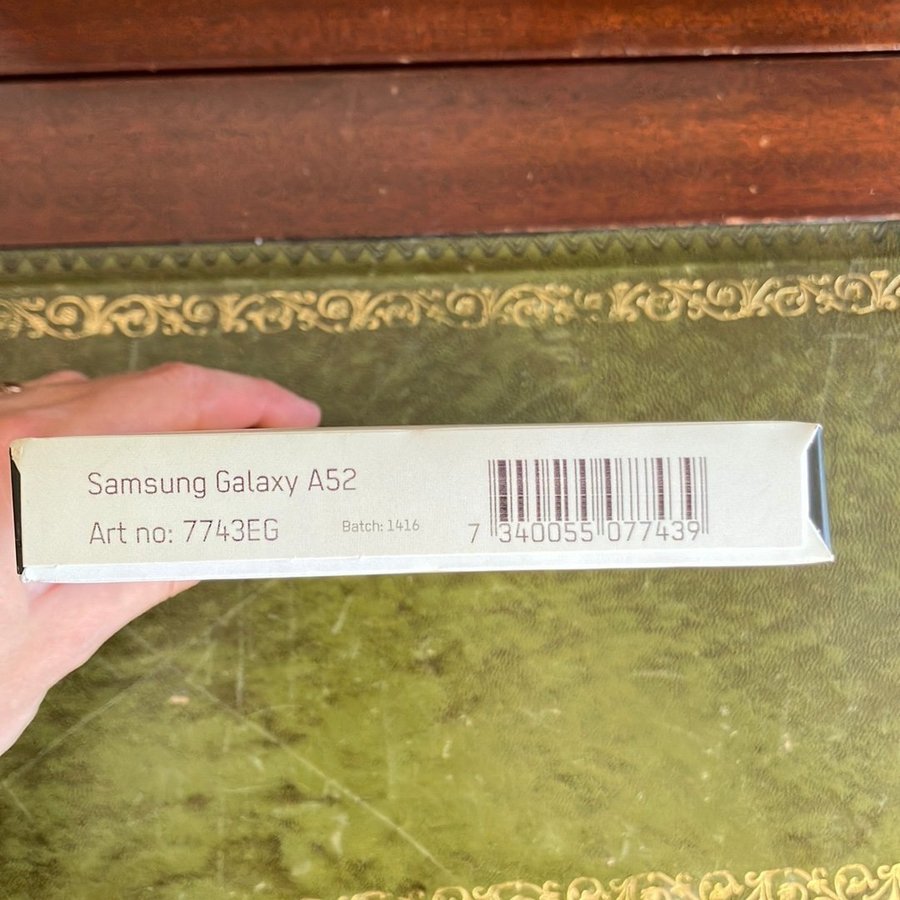 Samsung Galaxy A52
Art no: 7743EG
Batch: 1416
7 340055 077439